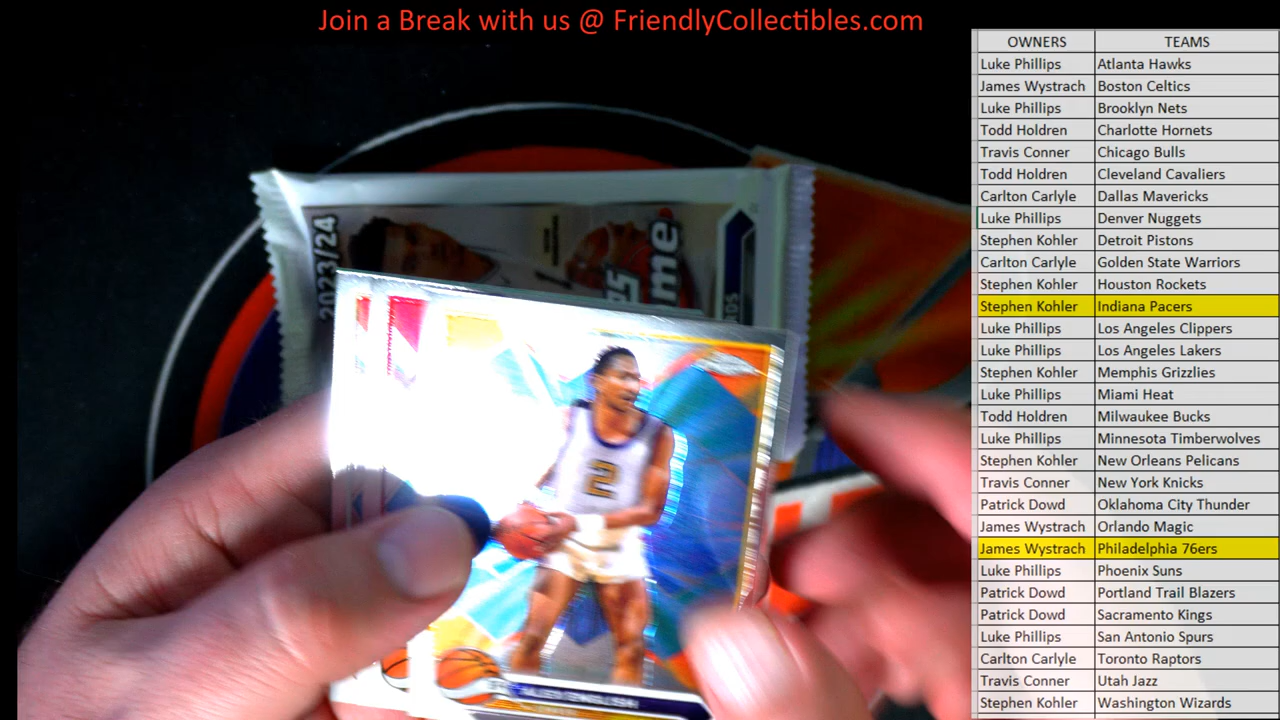 Join a Break with us @ FriendlyCollectibles.com
OWNERS TEAMS
Luke Phillips Atlanta Hawks
James Wystrach Boston Celtics
Luke Phillips Brooklyn Nets
Todd Holdren Charlotte Hornets
Travis Conner Chicago Bulls
Todd Holdren Cleveland Cavaliers
Carlton Carlyle Dallas Mavericks
Luke Phillips Denver Nuggets
Stephen Kohler Detroit Pistons
Carlton Carlyle Golden State Warriors
Stephen Kohler Houston Rockets
Stephen Kohler Indiana Pacers
Luke Phillips Los Angeles Clippers
Luke Phillips Los Angeles Lakers
Stephen Kohler Memphis Grizzlies
Luke Phillips Miami Heat
Todd Holdren Milwaukee Bucks
Luke Phillips Minnesota Timberwolves
Stephen Kohler New Orleans Pelicans
Travis Conner New York Knicks
Patrick Dowd Oklahoma City Thunder
James Wystrach Orlando Magic
James Wystrach Philadelphia 76ers
Luke Phillips Phoenix Suns
Patrick Dowd Portland Trail Blazers
Patrick Dowd Sacramento Kings
Luke Phillips San Antonio Spurs
Carlton Carlyle Toronto Raptors
Travis Conner Utah Jazz
Stephen Kohler Washington Wizards
2023/24
2
ALEX ENGLISH